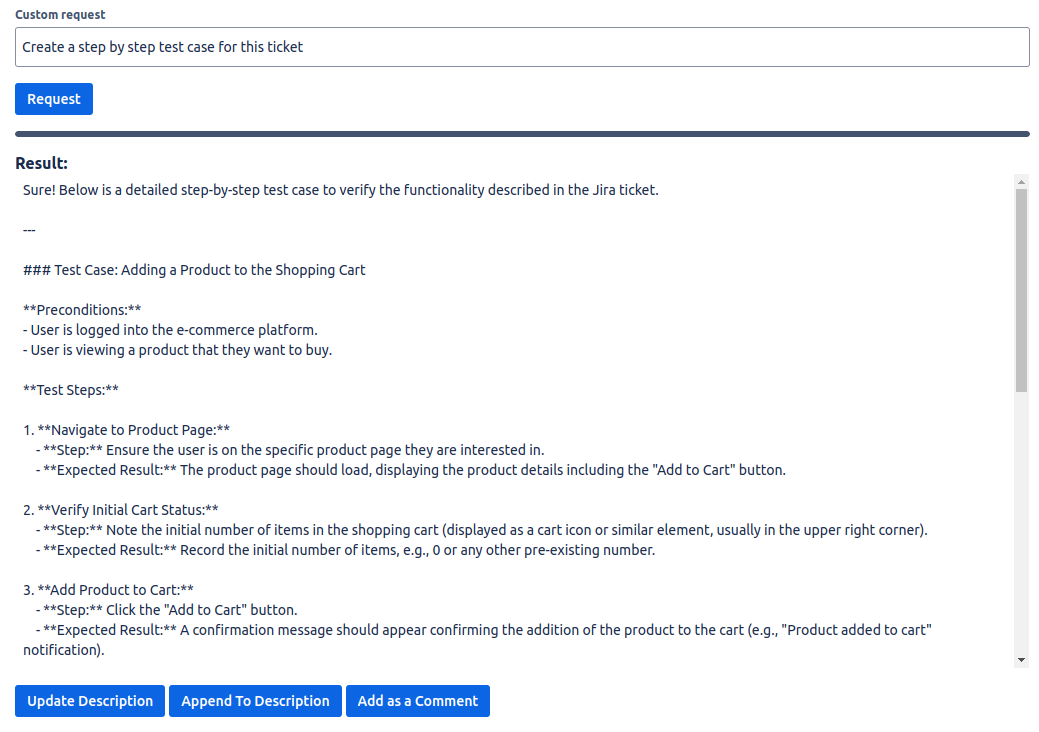 Custom request
Create a step by step test case for this ticket
Request
Result:
Sure! Below is a detailed step-by-step test case to verify the functionality described in the Jira ticket.
---
### Test Case: Adding a Product to the Shopping Cart
**Preconditions:**
- User is logged into the e-commerce platform.
- User is viewing a product that they want to buy.
**Test Steps:**
1. **Navigate to Product Page:**
- **Step:** Ensure the user is on the specific product page they are interested in.
- **Expected Result:** The product page should load, displaying the product details including the "Add to Cart" button.
2. **Verify Initial Cart Status:**
- **Step:** Note the initial number of items in the shopping cart (displayed as a cart icon or similar element, usually in the upper right corner).
- **Expected Result:** Record the initial number of items, e.g., 0 or any other pre-existing number.
3. **Add Product to Cart:**
- **Step:** Click the "Add to Cart" button.
- **Expected Result:** A confirmation message should appear confirming the addition of the product to the cart (e.g., "Product added to cart"
notification).
Update Description
Append To Description
Add as a Comment